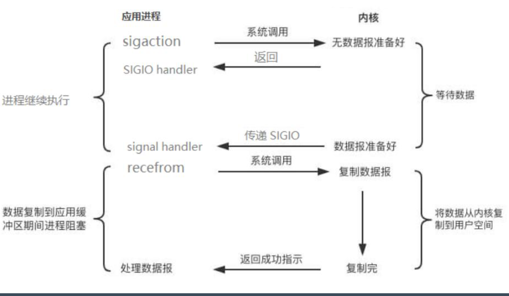 应用进程
内核
sigaction
系统调用
无数据报准备好
返回
SIGIO handler
进程继续执行
等待数据
传递 SIGIO
signal handler
数据报准备好
系统调用
recefrom
复制数据报
数据复制到应用缓
冲区期间进程阻塞
将数据从内核复
制到用户空间
返回成功指示
处理数据报
复制完